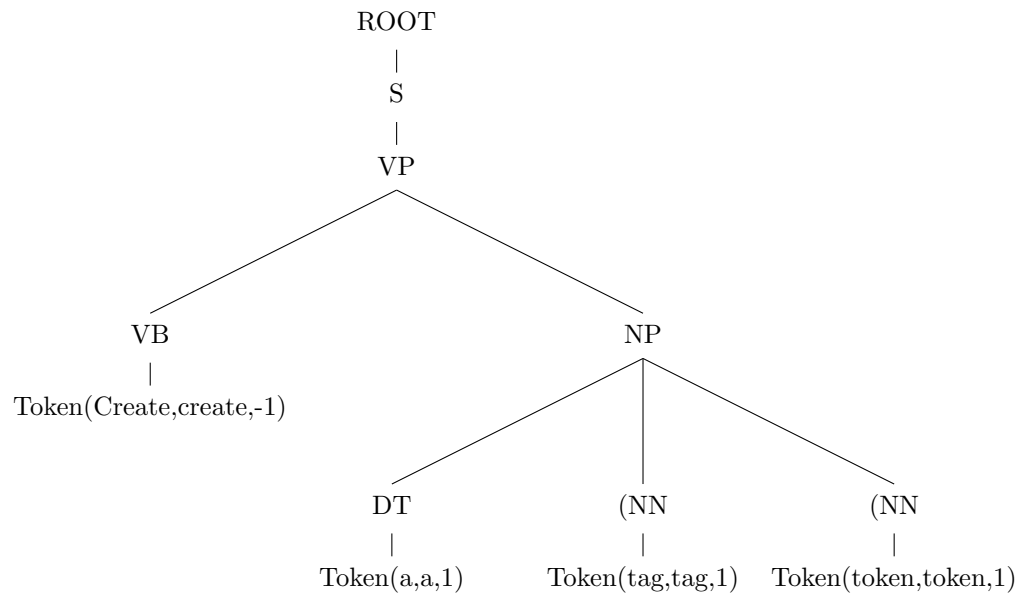 ROOT
S
VP
VB NP
Token(Create,create,-1)
DT (NN (NN
Token(a,a,1) Token(tag,tag,1) Token(token,token,1)